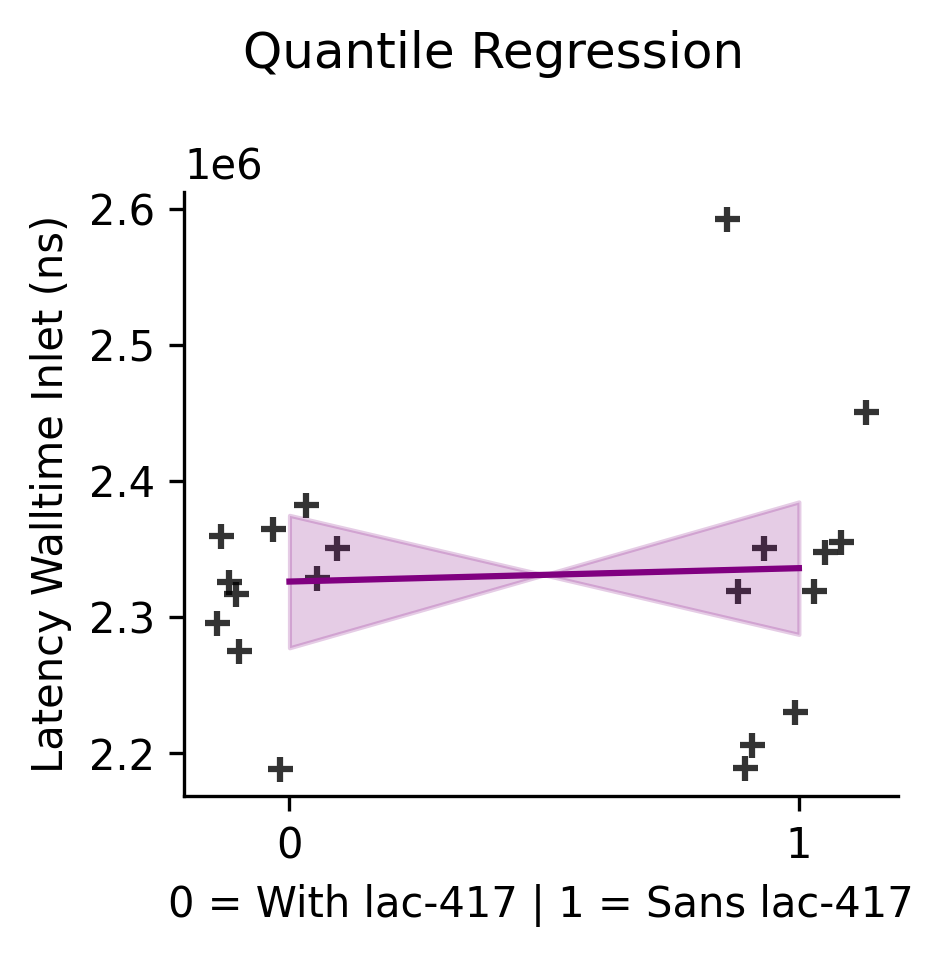 Quantile Regression
1e6
2.6
2.5
2.4
2.3
2.2
Latency Walltime Inlet (ns)
0 1
0 = With lac-417 | 1 = Sans lac-417